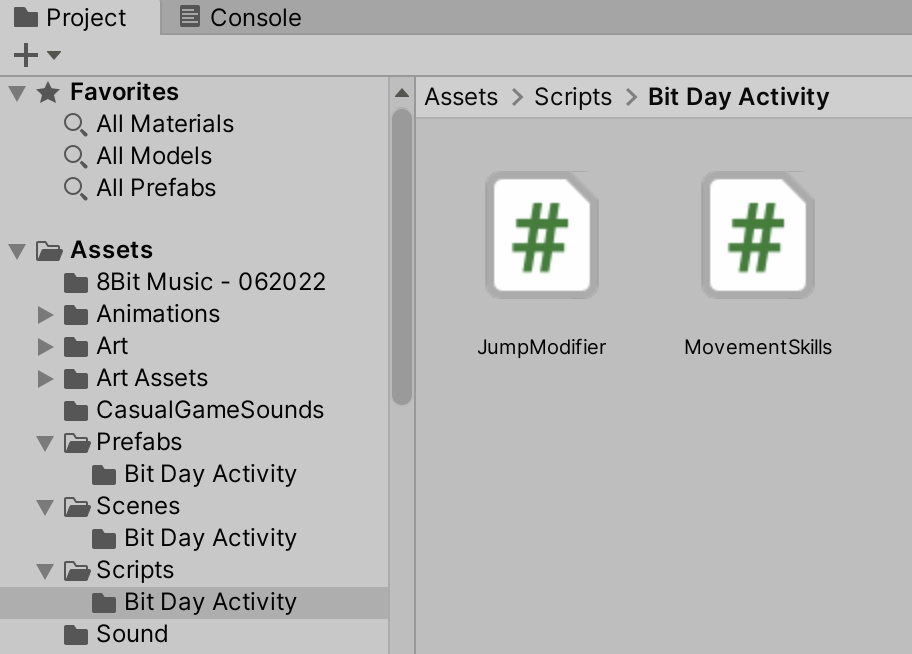 Project
Console
Favorites
All Materials
All Models
All Prefabs
Assets
8Bit Music - 062022
Animations
Art
Art Assets
CasualGameSounds
Prefabs
Bit Day Activity
Scenes
Bit Day Activity
Scripts
Bit Day Activity
Sound
Assets > Scripts > Bit Day Activity
#
JumpModifier
#
MovementSkills